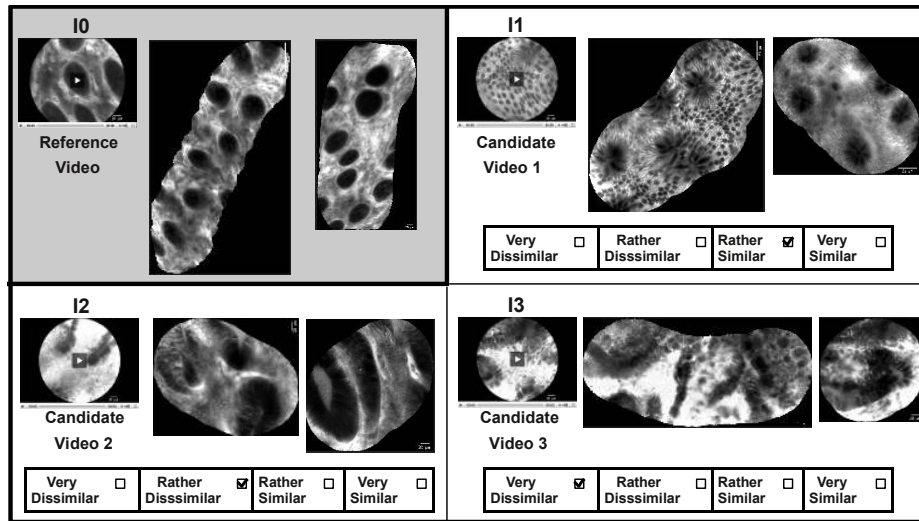 I0
Reference
Video
I1
Candidate
Video 1
Very
Dissimilar
Rather
Disssimilar
Rather
Similar
Very
Similar
I2
Candidate
Video 2
Very
Dissimilar
Rather
Disssimilar
Rather
Similar
Very
Similar
I3
Candidate
Video 3
Very
Dissimilar
Rather
Disssimilar
Rather
Similar
Very
Similar